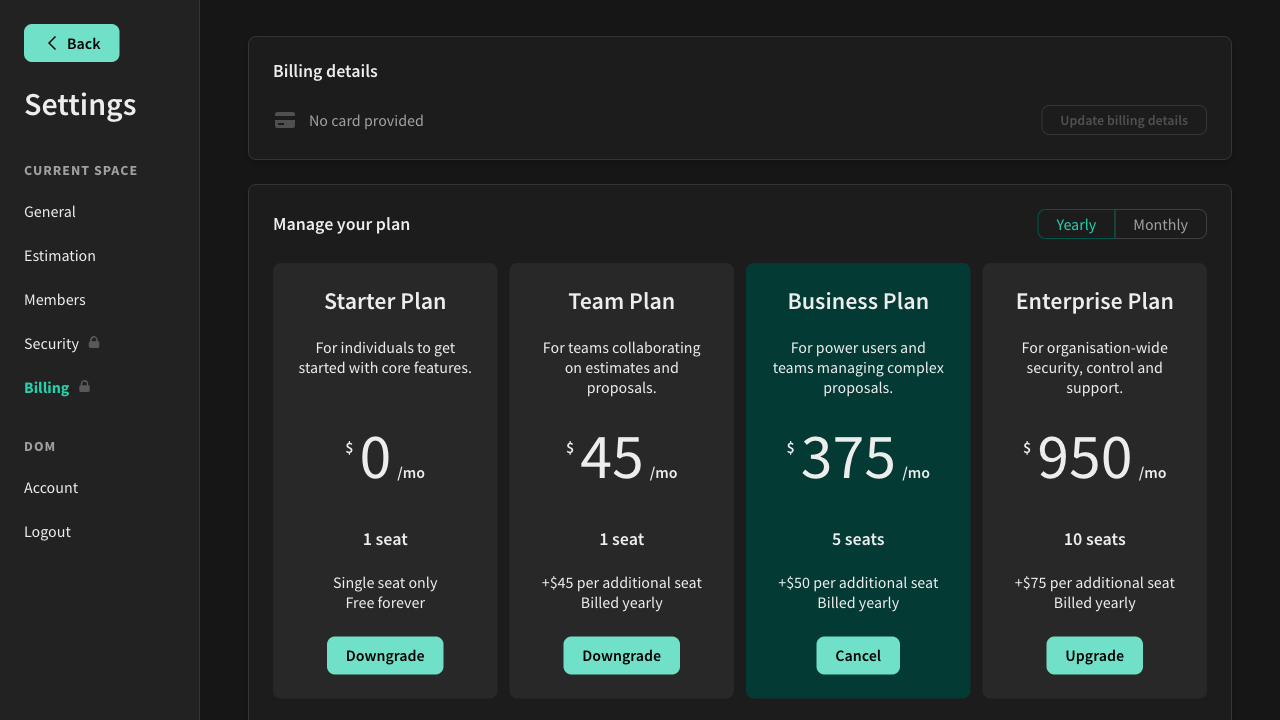 Back
Settings
CURRENT SPACE
General
Estimation
Members
Security
Billing
DOM
Account
Logout
Billing details
No card provided
Update billing details
Manage your plan
Yearly
Monthly
Starter Plan
For individuals to get
started with core features.
$ 0 /mo
1 seat
Single seat only
Free forever
Downgrade
Team Plan
For teams collaborating
on estimates and
proposals.
$ 45 /mo
1 seat
+$45 per additional seat
Billed yearly
Downgrade
Business Plan
For power users and
teams managing complex
proposals.
$ 375 /mo
5 seats
+$50 per additional seat
Billed yearly
Cancel
Enterprise Plan
For organisation-wide
security, control and
support.
$ 950 /mo
10 seats
+$75 per additional seat
Billed yearly
Upgrade